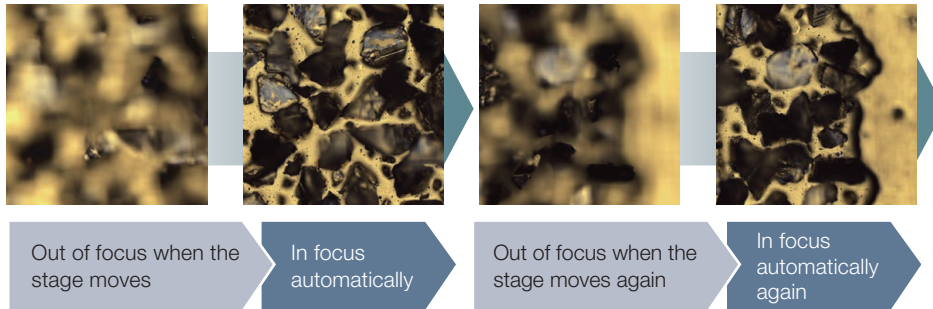 Out of focus when the
stage moves
In focus
automatically
Out of focus when the
stage moves again
In focus
automatically
again